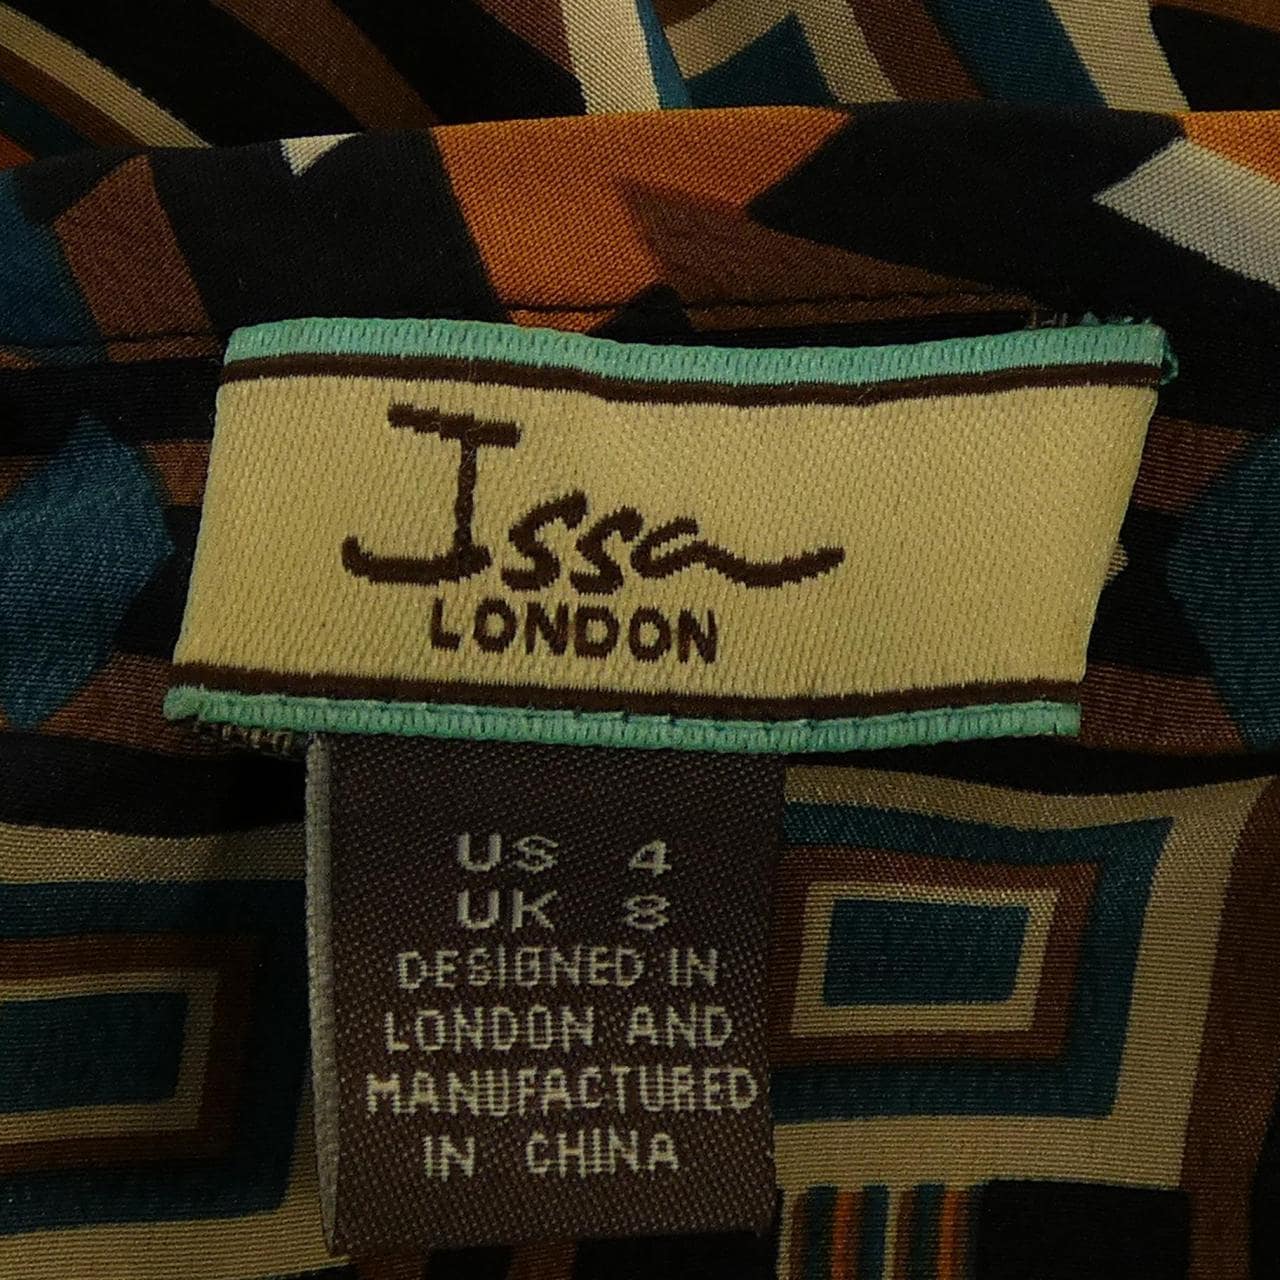 Issa
LONDON
US 4
UK 8
DESIGNED IN
LONDON AND
MANUFACTURED
IN CHINA